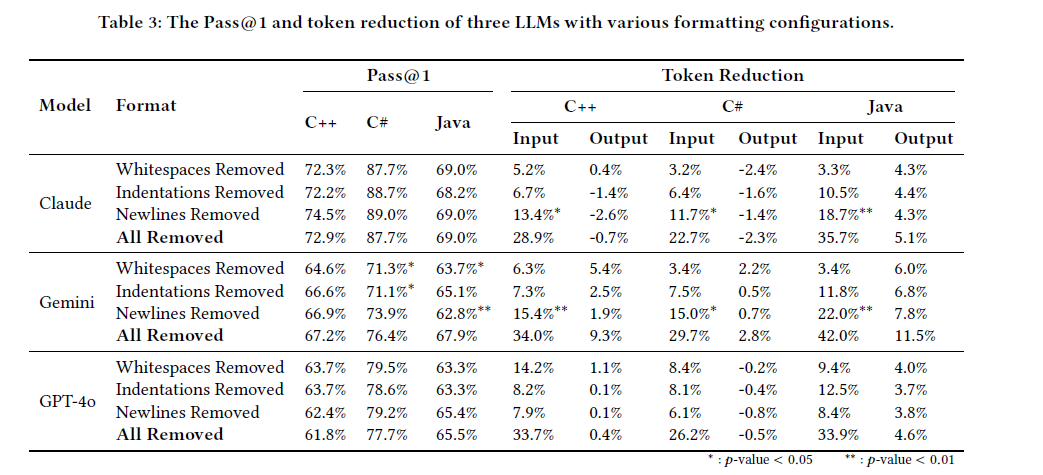 Table 3: The Pass@1 and token reduction of three LLMs with various formatting configurations.
Pass@1 Token Reduction
Model Format C++ C# Java
C++ C# Java
Input Output Input Output Input Output
Claude
Whitespaces Removed 72.3% 87.7% 69.0% 5.2% 0.4% 3.2% -2.4% 3.3% 4.3%
Indentations Removed 72.2% 88.7% 68.2% 6.7% -1.4% 6.4% -1.6% 10.5% 4.4%
Newlines Removed 74.5% 89.0% 69.0% 13.4%* -2.6% 11.7%* -1.4% 18.7%** 4.3%
All Removed 72.9% 87.7% 69.0% 28.9% -0.7% 22.7% -2.3% 35.7% 5.1%
Gemini
Whitespaces Removed 64.6% 71.3%* 63.7%* 6.3% 5.4% 3.4% 2.2% 3.4% 6.0%
Indentations Removed 66.6% 71.1%* 65.1% 7.3% 2.5% 7.5% 0.5% 11.8% 6.8%
Newlines Removed 66.9% 73.9% 62.8%** 15.4%** 1.9% 15.0%* 0.7% 22.0%** 7.8%
All Removed 67.2% 76.4% 67.9% 34.0% 9.3% 29.7% 2.8% 42.0% 11.5%
GPT-4o
Whitespaces Removed 63.7% 79.5% 63.3% 14.2% 1.1% 8.4% -0.2% 9.4% 4.0%
Indentations Removed 63.7% 78.6% 63.3% 8.2% 0.1% 8.1% -0.4% 12.5% 3.7%
Newlines Removed 62.4% 79.2% 65.4% 7.9% 0.1% 6.1% -0.8% 8.4% 3.8%
All Removed 61.8% 77.7% 65.5% 33.7% 0.4% 26.2% -0.5% 33.9% 4.6%
* : p-value < 0.05 ** : p-value < 0.01